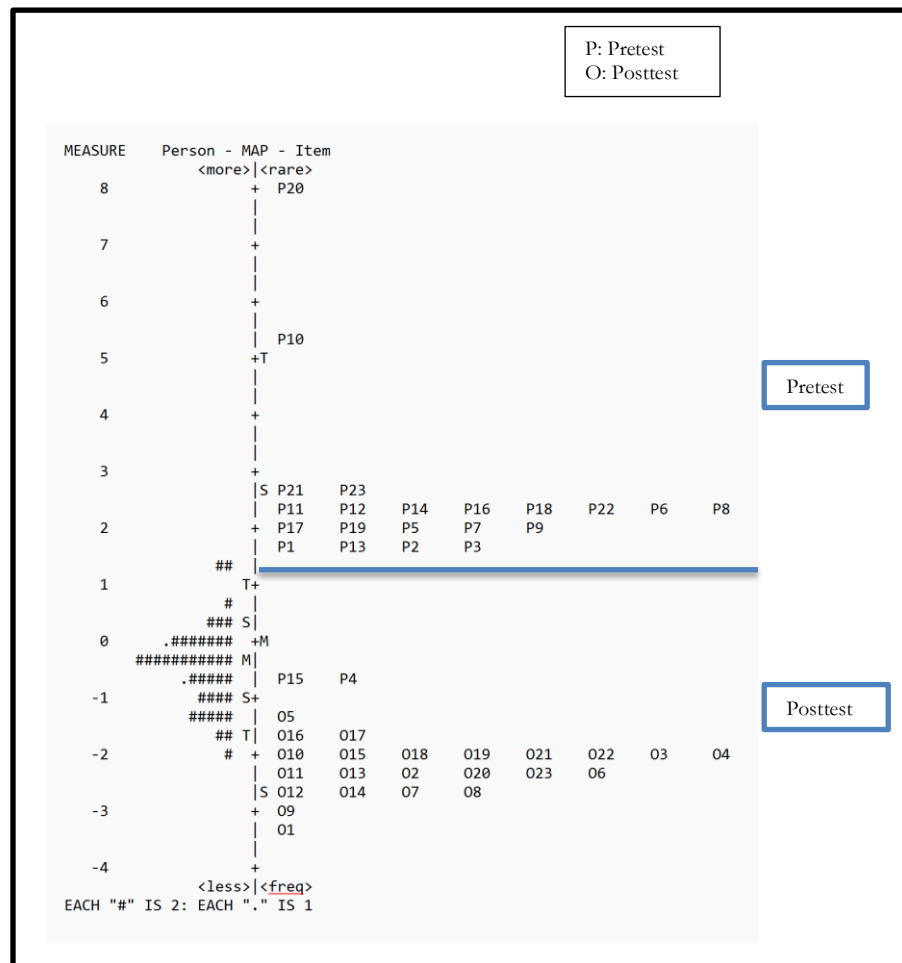 P: Pretest
O: Posttest
MEASURE    Person - MAP - Item
<more>|<rare>
8 + P20
|
|
7 +
|
|
6 +
|
| P10
5 +T
|
|
4 +
|
|
3 +
|S P21 P23
| P11 P12 P14 P16 P18 P22 P6 P8
2 + P17 P19 P5 P7 P9
| P1 P13 P2 P3
## |
1 T+
# |
### S|
0 .####### +M
########### M|
.##### | P15 P4
-1 #### S+
##### | O5
## T| O16 O17
-2 # + O10 O15 O18 O19 O21 O22 O3 O4
| O11 O13 O2 O20 O23 O6
|S O12 O14 O7 O8
-3 + O9
| O1
|
-4 +
<less>|<freq>
EACH "#" IS 2: EACH "." IS 1
Pretest
Posttest